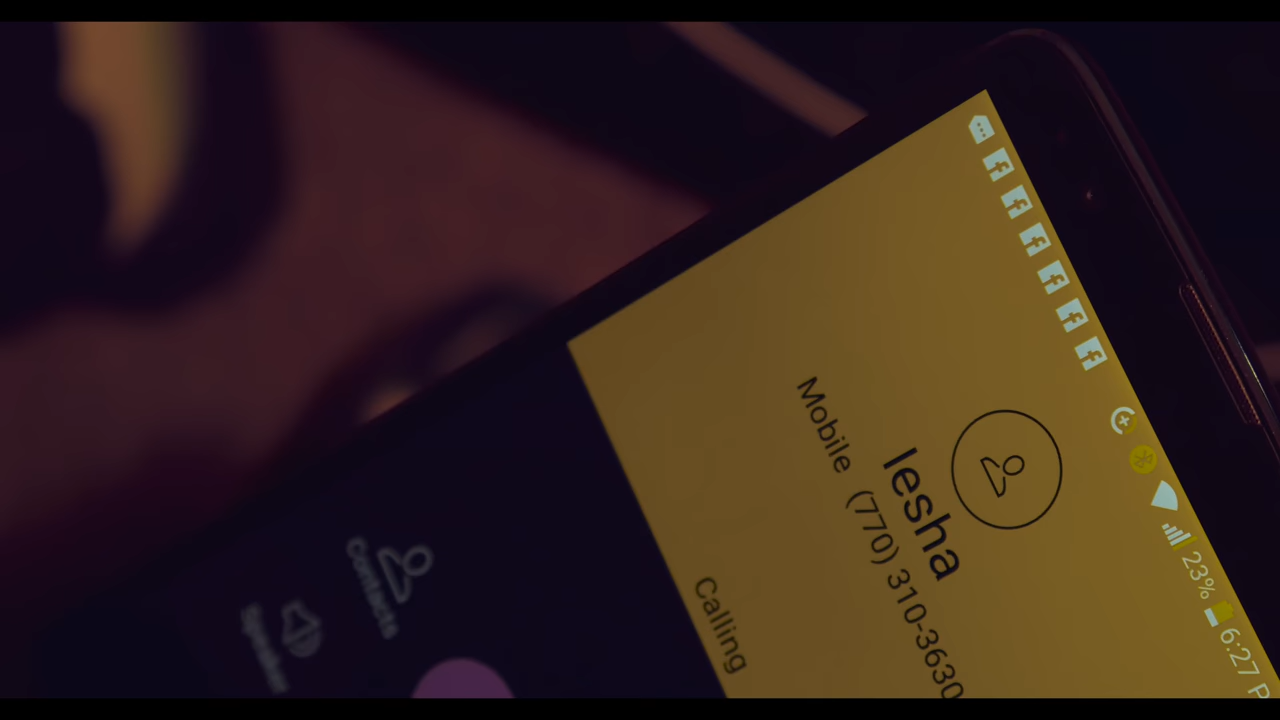 23% 6:27 P
Iesha
Mobile (770) 310-3630
Calling
Contacts
Speaker